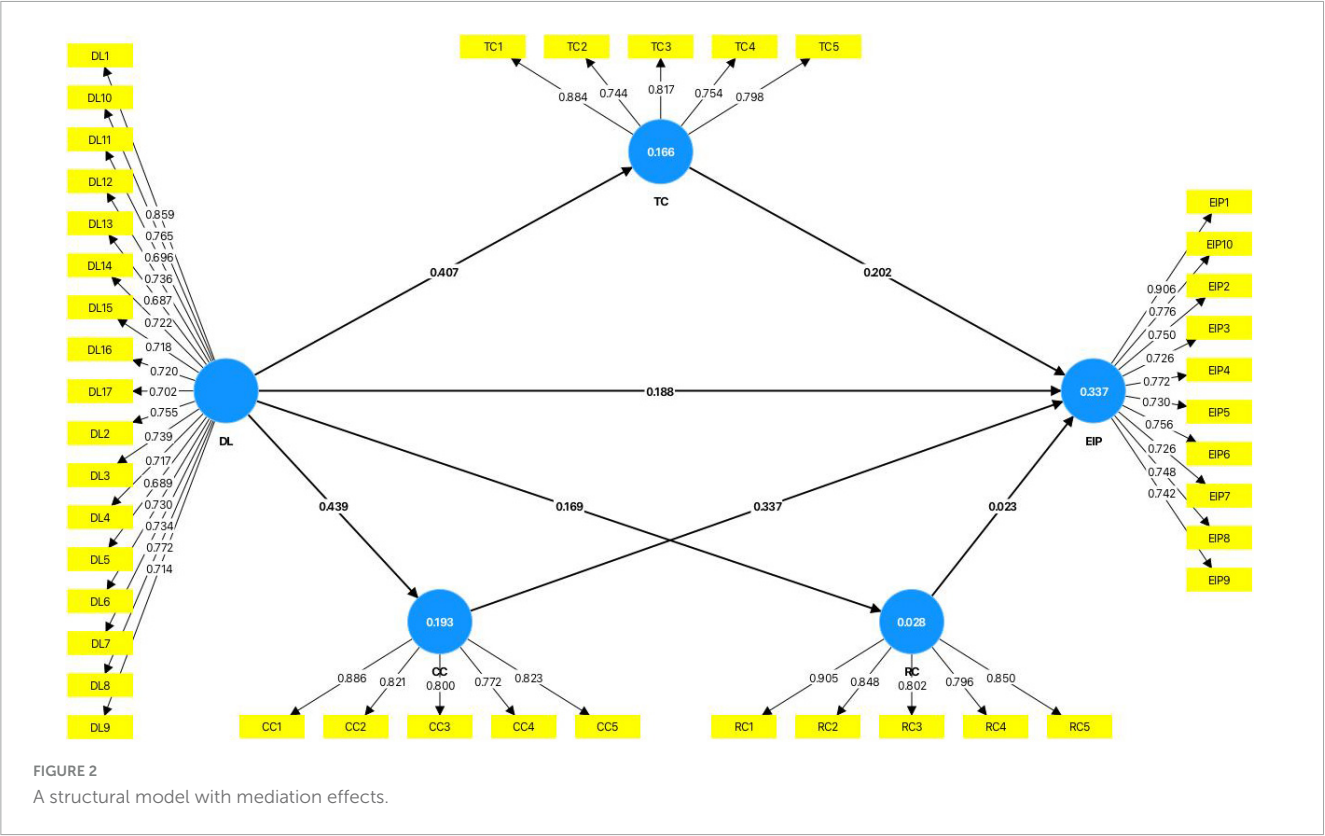 DL1
DL10
DL11
DL12
DL13
DL14
DL15
DL16
DL17
DL2
DL3
DL4
DL5
DL6
DL7
DL8
DL9
0.859
0.765
0.696
0.736
0.687
0.722
0.718
0.720
0.702
0.755
0.739
0.717
0.689
0.730
0.734
0.772
0.714
DL
TC1 TC2 TC3 TC4 TC5
0.884 0.744 0.817 0.754 0.798
0.166
TC
0.407
0.202
0.188
0.439
0.169
0.337
0.023
EIP1
EIP10
EIP2
EIP3
EIP4
EIP5
EIP6
EIP7
EIP8
EIP9
0.906
0.776
0.750
0.726
0.772
0.730
0.756
0.726
0.748
0.742
0.337
EIP
0.193
CC
0.886 0.821 0.800 0.772 0.823
CC1 CC2 CC3 CC4 CC5
0.028
RC
0.905 0.848 0.802 0.796 0.850
RC1 RC2 RC3 RC4 RC5
FIGURE 2
A structural model with mediation effects.